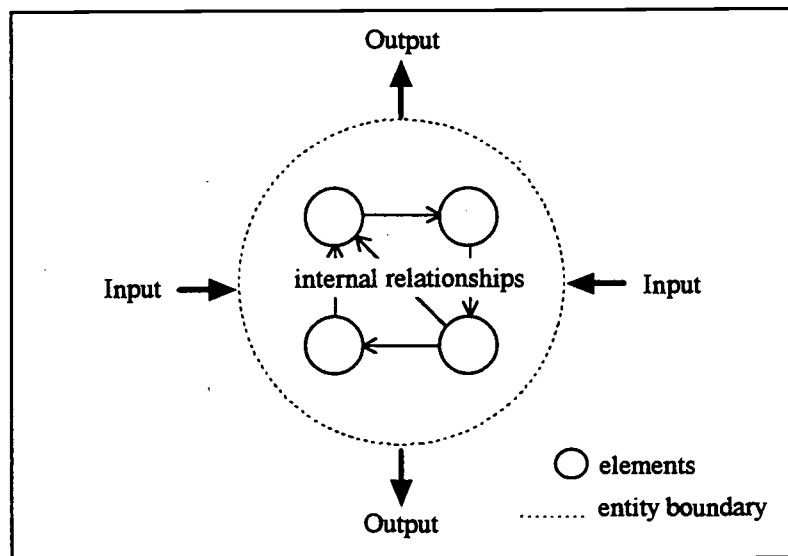 Output
internal relationships
Input
Input
elements
entity boundary
Output